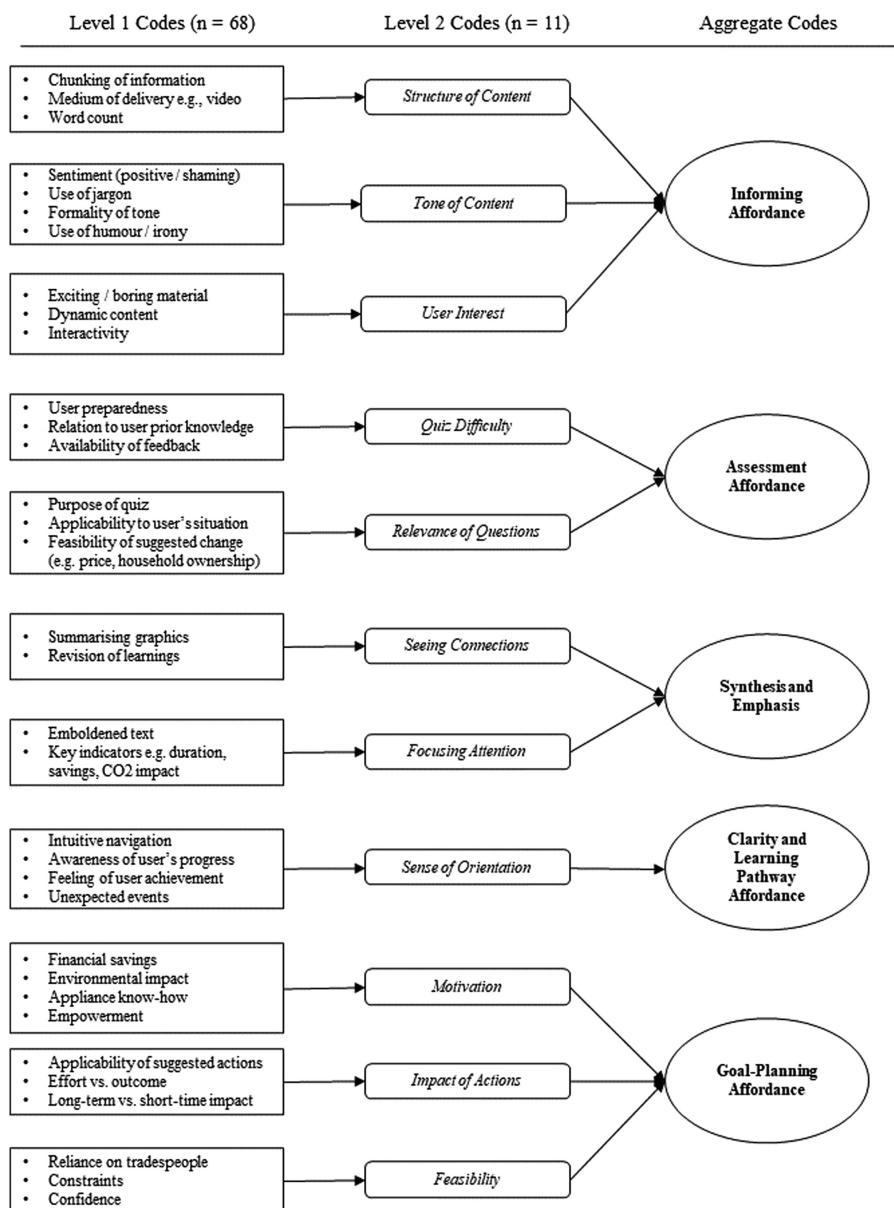 Level 1 Codes (n = 68)
Level 2 Codes (n = 11)
Aggregate Codes
• Chunking of information
• Medium of delivery e.g., video
• Word count
Structure of Content
• Sentiment (positive / shaming)
• Use of jargon
• Formality of tone
• Use of humour / irony
Tone of Content
• Exciting / boring material
• Dynamic content
• Interactivity
User Interest
Informing
Affordance
• User preparedness
• Relation to user prior knowledge
• Availability of feedback
Quiz Difficulty
• Purpose of quiz
• Applicability to user's situation
• Feasibility of suggested change
(e.g. price, household ownership)
Relevance of Questions
Assessment
Affordance
• Summarising graphics
• Revision of learnings
Seeing Connections
• Emboldened text
• Key indicators e.g. duration,
savings, CO2 impact
Focusing Attention
Synthesis and
Emphasis
• Intuitive navigation
• Awareness of user's progress
• Feeling of user achievement
• Unexpected events
Sense of Orientation
Clarity and
Learning
Pathway
Affordance
• Financial savings
• Environmental impact
• Appliance know-how
• Empowerment
Motivation
• Applicability of suggested actions
• Effort vs. outcome
• Long-term vs. short-time impact
Impact of Actions
• Reliance on tradespeople
• Constraints
• Confidence
Feasibility
Goal-Planning
Affordance